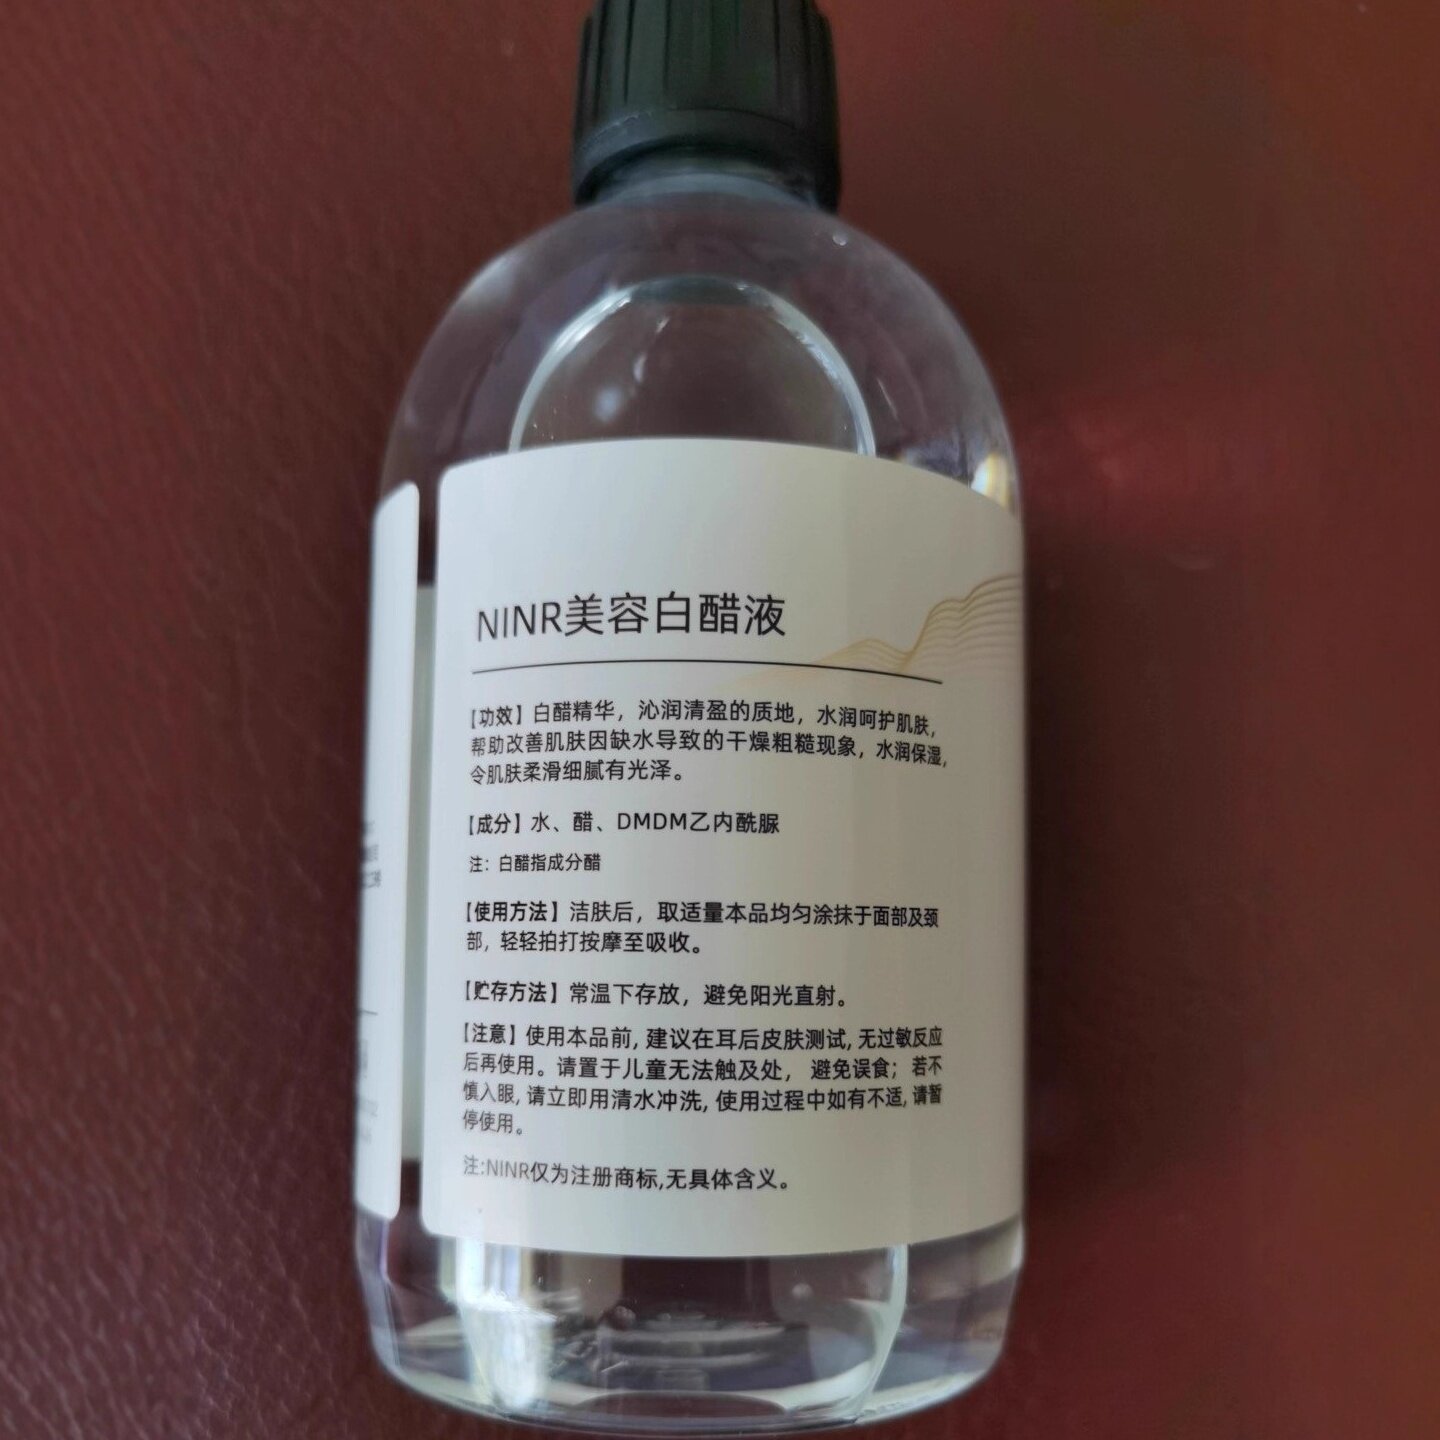 NINR美容白醋液
【功效】白醋精华，沁润清盈的质地，水润呵护肌肤，
帮助改善肌肤因缺水导致的干燥粗糙现象，水润保湿，
令肌肤柔滑细腻有光泽。
【成分】水、醋、DMDM乙内酰脲
注：白醋指成分醋
【使用方法】洁肤后，取适量本品均匀涂抹于面部及颈
部，轻轻拍打按摩至吸收。
【贮存方法】常温下存放，避免阳光直射。
【注意】使用本品前,建议在耳后皮肤测试,无过敏反应
后再使用。请置于儿童无法触及处，避免误食；若不
慎入眼,请立即用清水冲洗,使用过程中如有不适,请暂
停使用。
注:NINR仅为注册商标,无具体含义。